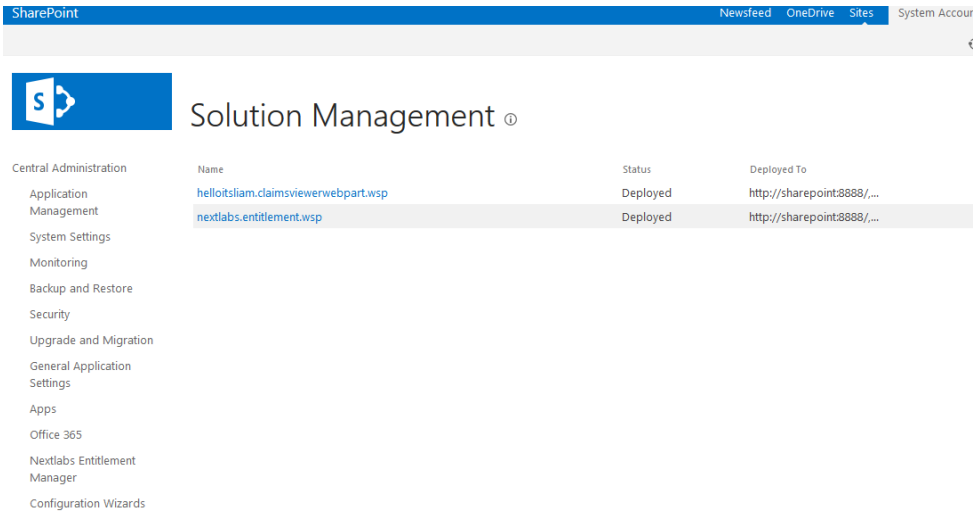 SharePoint
Newsfeed OneDrive Sites System Accoun
S
Solution Management
Central Administration
Application
Management
System Settings
Monitoring
Backup and Restore
Security
Upgrade and Migration
General Application
Settings
Apps
Office 365
Nextlabs Entitlement
Manager
Configuration Wizards
Name Status Deployed To
helloitsliam.claimsviewerwebpart.wsp Deployed http://sharepoint:8888/,...
nextlabs.entitlement.wsp Deployed http://sharepoint:8888/,...